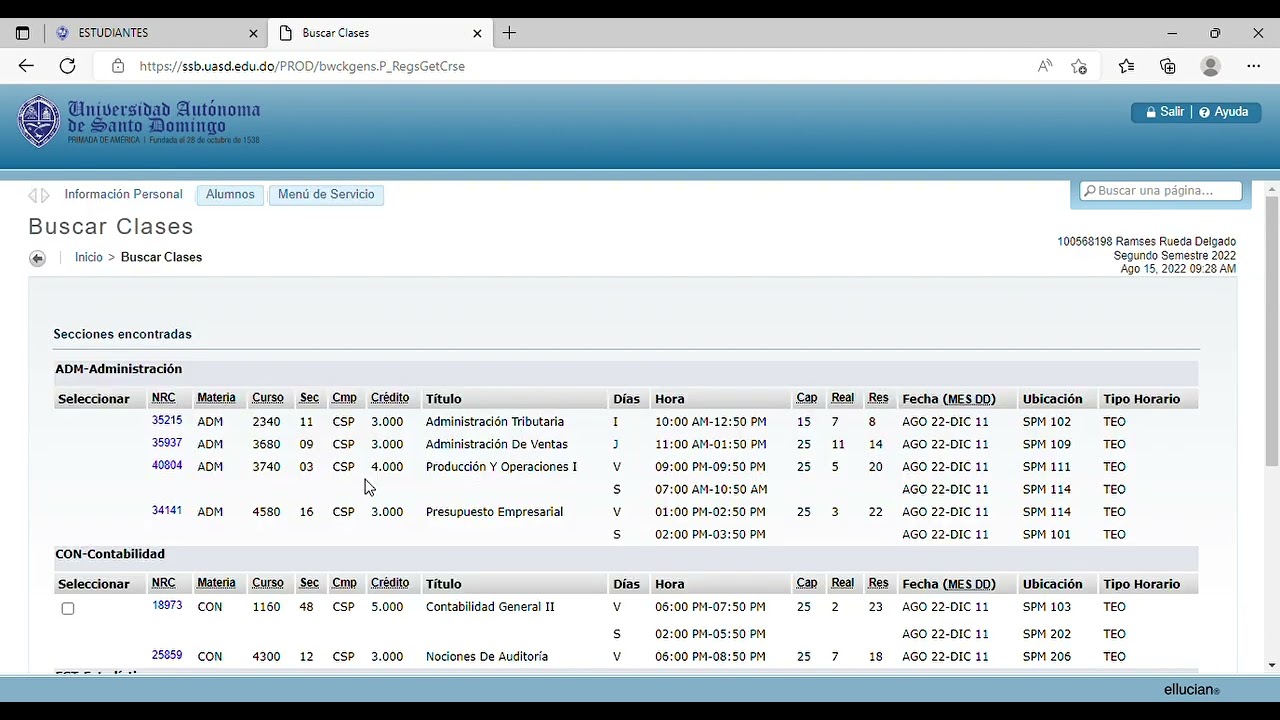 ESTUDIANTES
Buscar Clases
https://ssb.uasd.edu.do/PROD/bwckgens.P_RegsGetCrse
Universidad Autónoma
de Santo Domingo
PRIMADA DE AMÉRICA | Fundada el 28 de octubre de 1538
Salir | Ayuda
Información Personal Alumnos Menú de Servicio
Buscar una página...
Buscar Clases
100568198 Ramses Rueda Delgado
Segundo Semestre 2022
Ago 15, 2022 09:28 AM
Inicio > Buscar Clases
Secciones encontradas
ADM-Administración
Seleccionar NRC Materia Curso Sec Cmp Crédito Título Días Hora Cap Real Res Fecha (MES DD) Ubicación Tipo Horario
35215 ADM 2340 11 CSP 3.000 Administración Tributaria I 10:00 AM-12:50 PM 15 7 8 AGO 22-DIC 11 SPM 102 TEO
35937 ADM 3680 09 CSP 3.000 Administración De Ventas J 11:00 AM-01:50 PM 25 11 14 AGO 22-DIC 11 SPM 109 TEO
40804 ADM 3740 03 CSP 4.000 Producción Y Operaciones I V 09:00 PM-09:50 PM 25 5 20 AGO 22-DIC 11 SPM 111 TEO
S 07:00 AM-10:50 AM AGO 22-DIC 11 SPM 114 TEO
34141 ADM 4580 16 CSP 3.000 Presupuesto Empresarial V 01:00 PM-02:50 PM 25 3 22 AGO 22-DIC 11 SPM 114 TEO
S 02:00 PM-03:50 PM AGO 22-DIC 11 SPM 101 TEO
CON-Contabilidad
Seleccionar NRC Materia Curso Sec Cmp Crédito Título Días Hora Cap Real Res Fecha (MES DD) Ubicación Tipo Horario
18973 CON 1160 48 CSP 5.000 Contabilidad General II V 06:00 PM-07:50 PM 25 2 23 AGO 22-DIC 11 SPM 103 TEO
S 02:00 PM-05:50 PM AGO 22-DIC 11 SPM 202 TEO
25859 CON 4300 12 CSP 3.000 Nociones De Auditoría V 06:00 PM-08:50 PM 25 7 18 AGO 22-DIC 11 SPM 206 TEO
ellucian